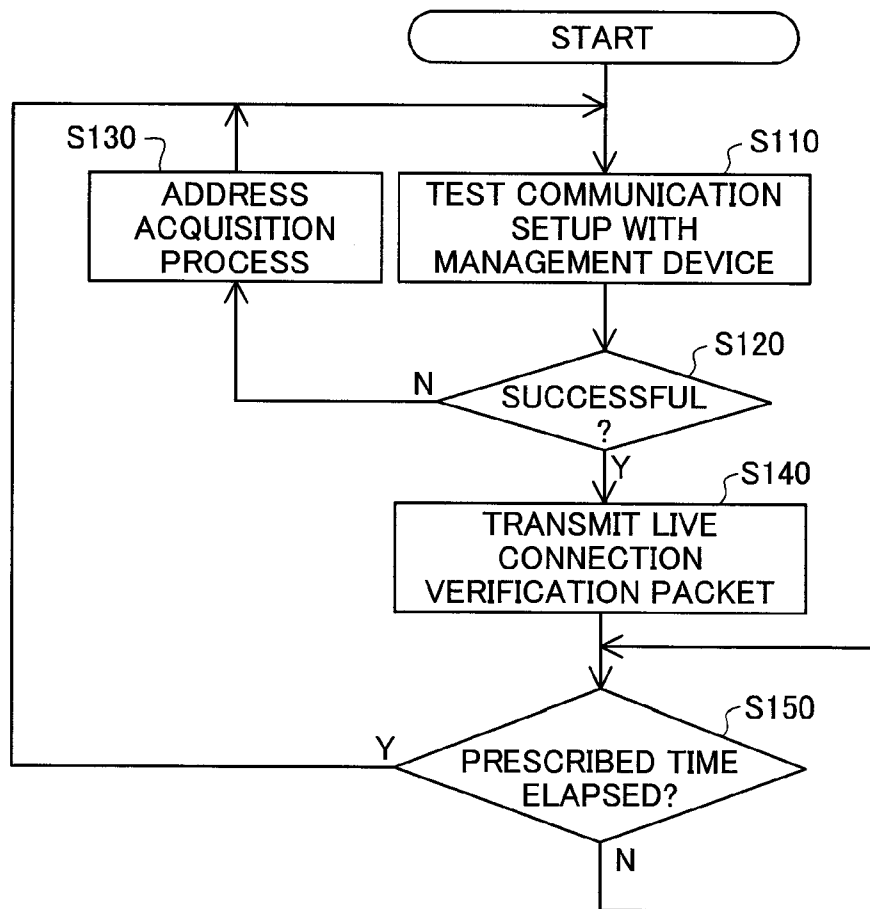 START
S130
S110
ADDRESS
ACQUISITION
PROCESS
TEST COMMUNICATION
SETUP WITH
MANAGEMENT DEVICE
S120
N
SUCCESSFUL
?
Y
S140
TRANSMIT LIVE
CONNECTION
VERIFICATION PACKET
S150
Y
PRESCRIBED TIME
ELAPSED?
N